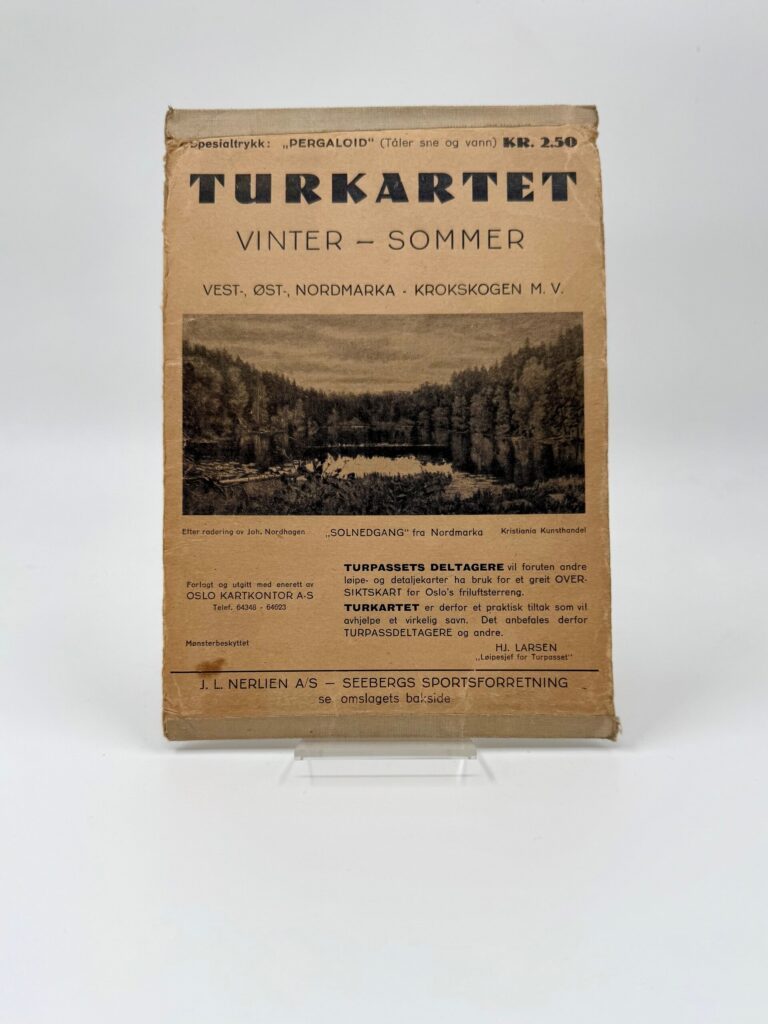 Spesialtrykk: „PERGALOID" (Tåler sne og vann) KR. 2.50
TURKARTET
VINTER – SOMMER
VEST-, ØST-, NORDMARKA - KROKSKOGEN M. V.
Efter radering av Joh. Nordhagen „SOLNEDGANG" fra Nordmarka Kristiania Kunsthandel
Forlagt og utgitt med enerett av
OSLO KARTKONTOR A-S
Telef. 64348 - 64923
Mønsterbeskyttet
TURPASSETS DELTAGERE vil foruten andre
løipe- og detaljekarter ha bruk for et greit OVER-
SIKTSKART for Oslo's friluftsterreng.
TURKARTET er derfor et praktisk tiltak som vil
avhjelpe et virkelig savn. Det anbefales derfor
TURPASSDELTAGERE og andre.
HJ. LARSEN
„Løipesjef for Turpasset"
J. L. NERLIEN A/S – SEEBERGS SPORTSFORRETNING
se omslagets bakside